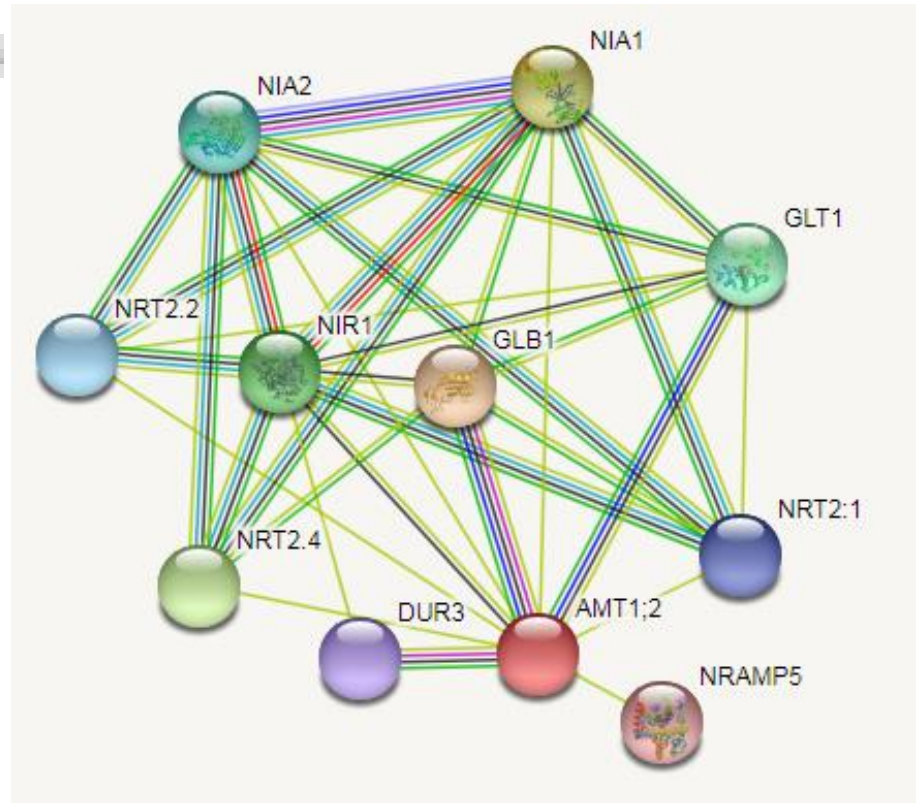 NIA1
NIA2
GLT1
NRT2.2
NIR1
GLB1
NRT2:1
NRT2.4
DUR3
AMT1;2
NRAMP5